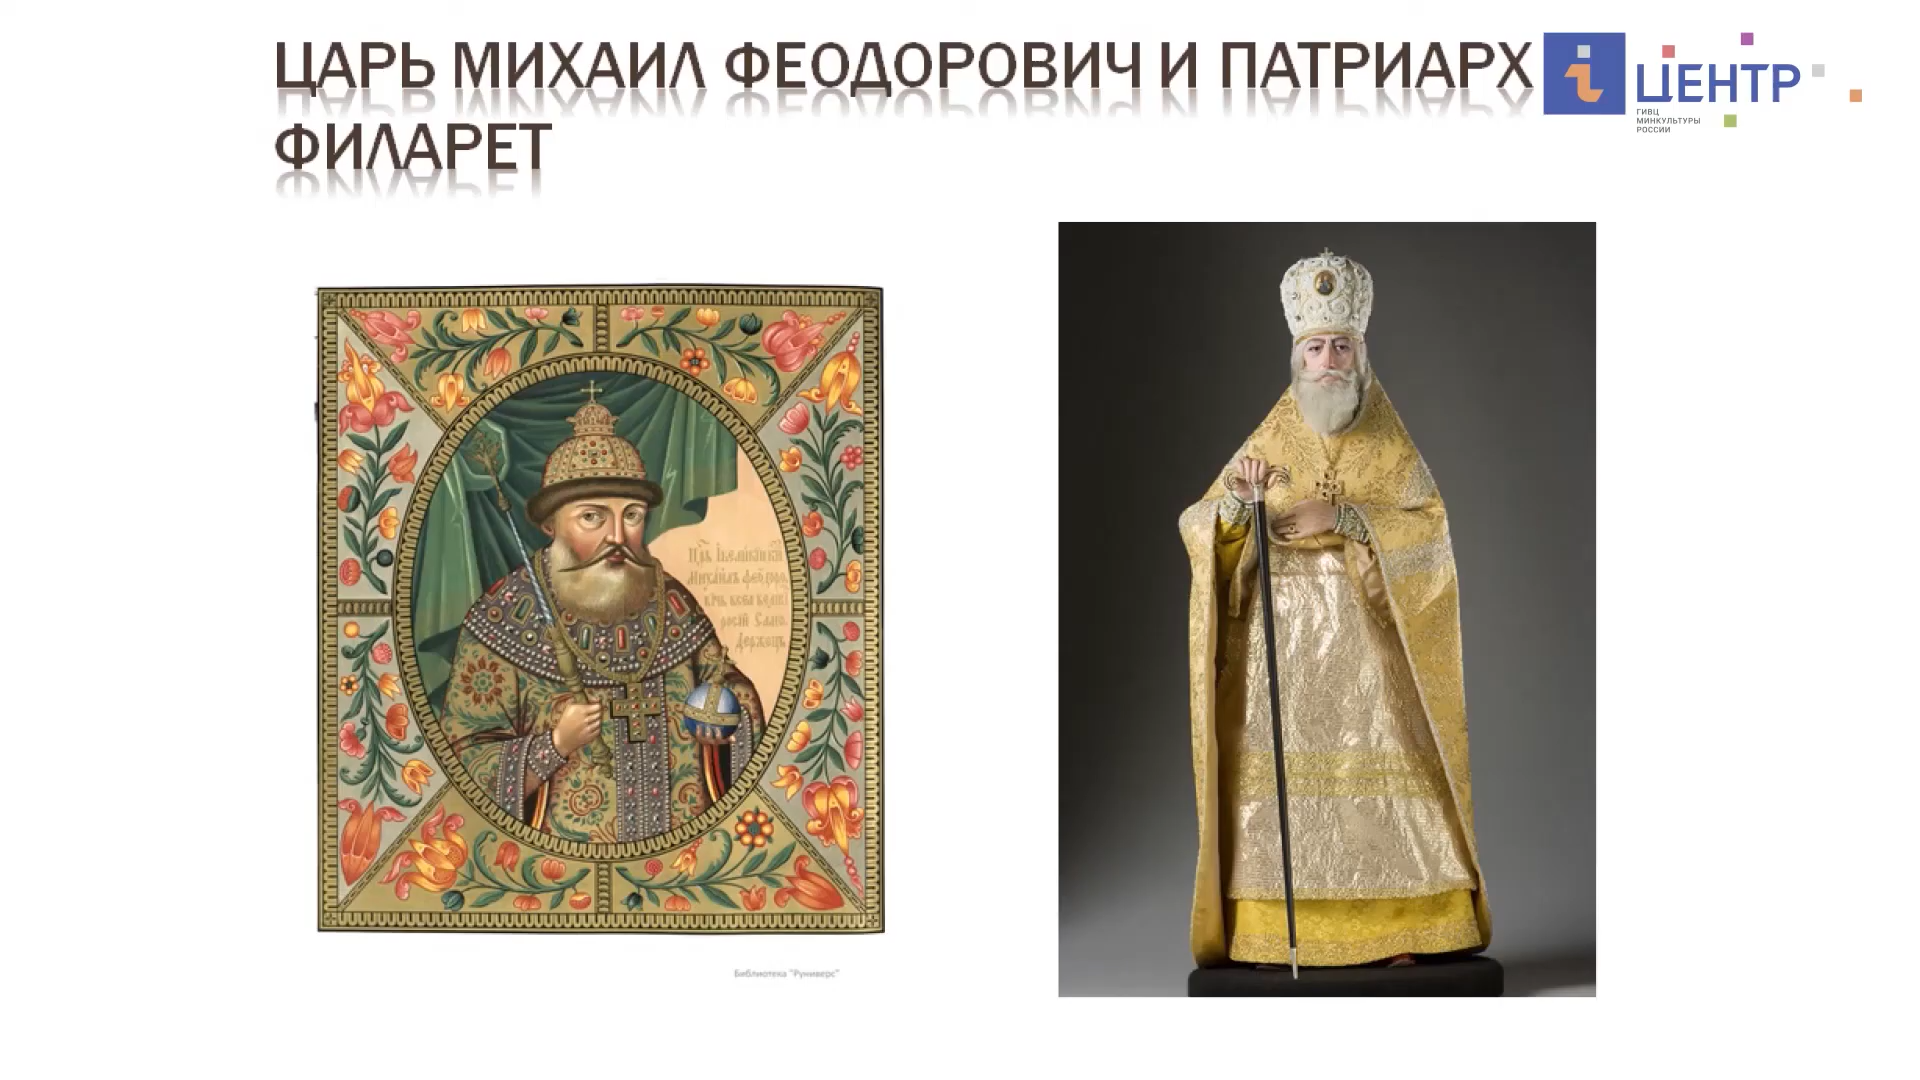 ЦАРЬ МИХАИЛ ФЕОДОРОВИЧ И ПАТРИАРХ
ФИЛАРЕТ
i ЦЕНТР
ГИВЦ
МИНКУЛЬТУРЫ
РОССИИ
Библиотека "Руниверс"